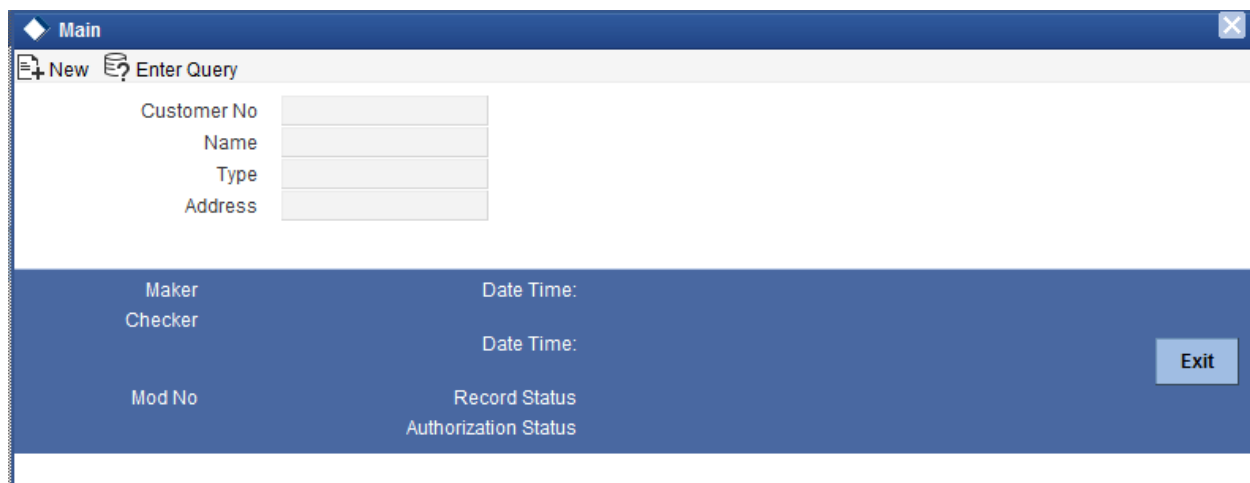 Main
New Enter Query
Customer No
Name
Type
Address
Maker Date Time:
Checker
Date Time:
Exit
Mod No Record Status
Authorization Status